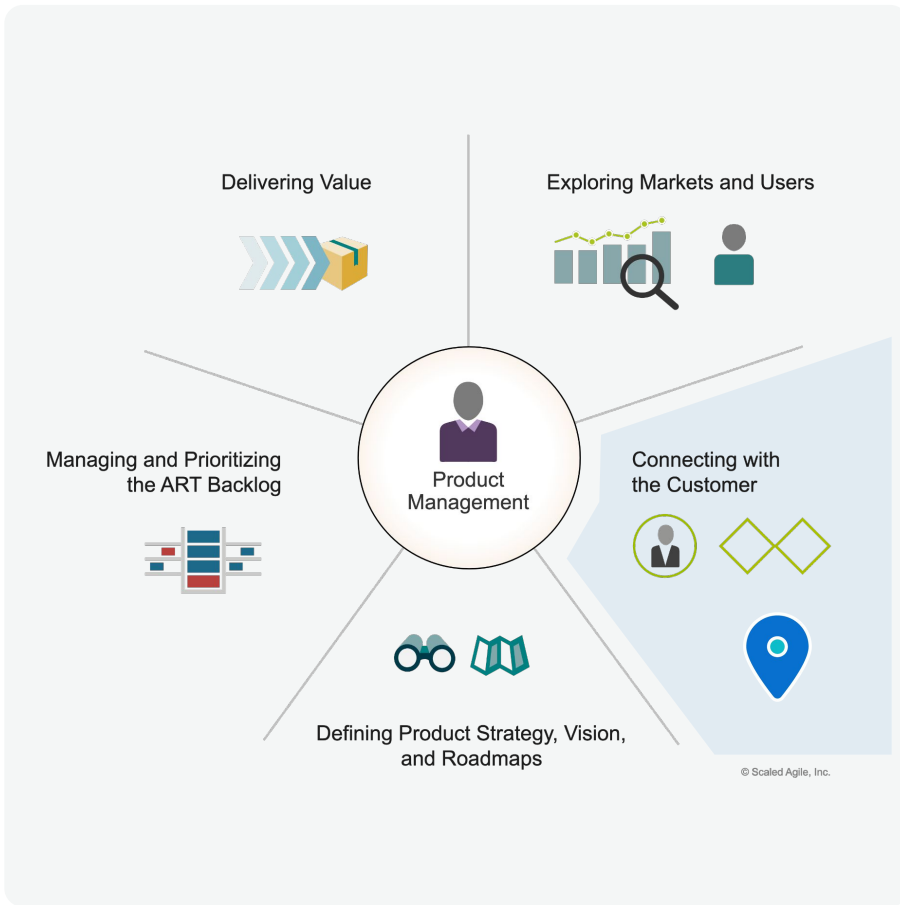 Delivering Value
Exploring Markets and Users
Product
Management
Managing and Prioritizing
the ART Backlog
Connecting with
the Customer
Defining Product Strategy, Vision,
and Roadmaps
© Scaled Agile, Inc.